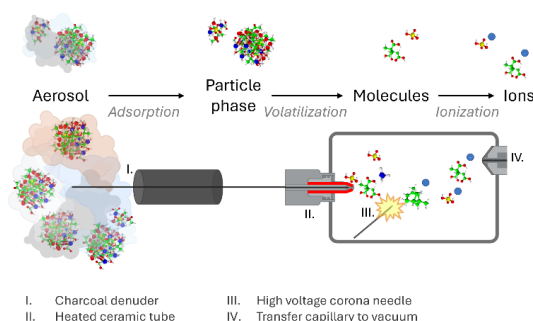 Aerosol
Adsorption
Particle
phase
Volatilization
Molecules
Ionization
Ions
I.
II.
III.
IV.
I. Charcoal denuder
II. Heated ceramic tube
III. High voltage corona needle
IV. Transfer capillary to vacuum